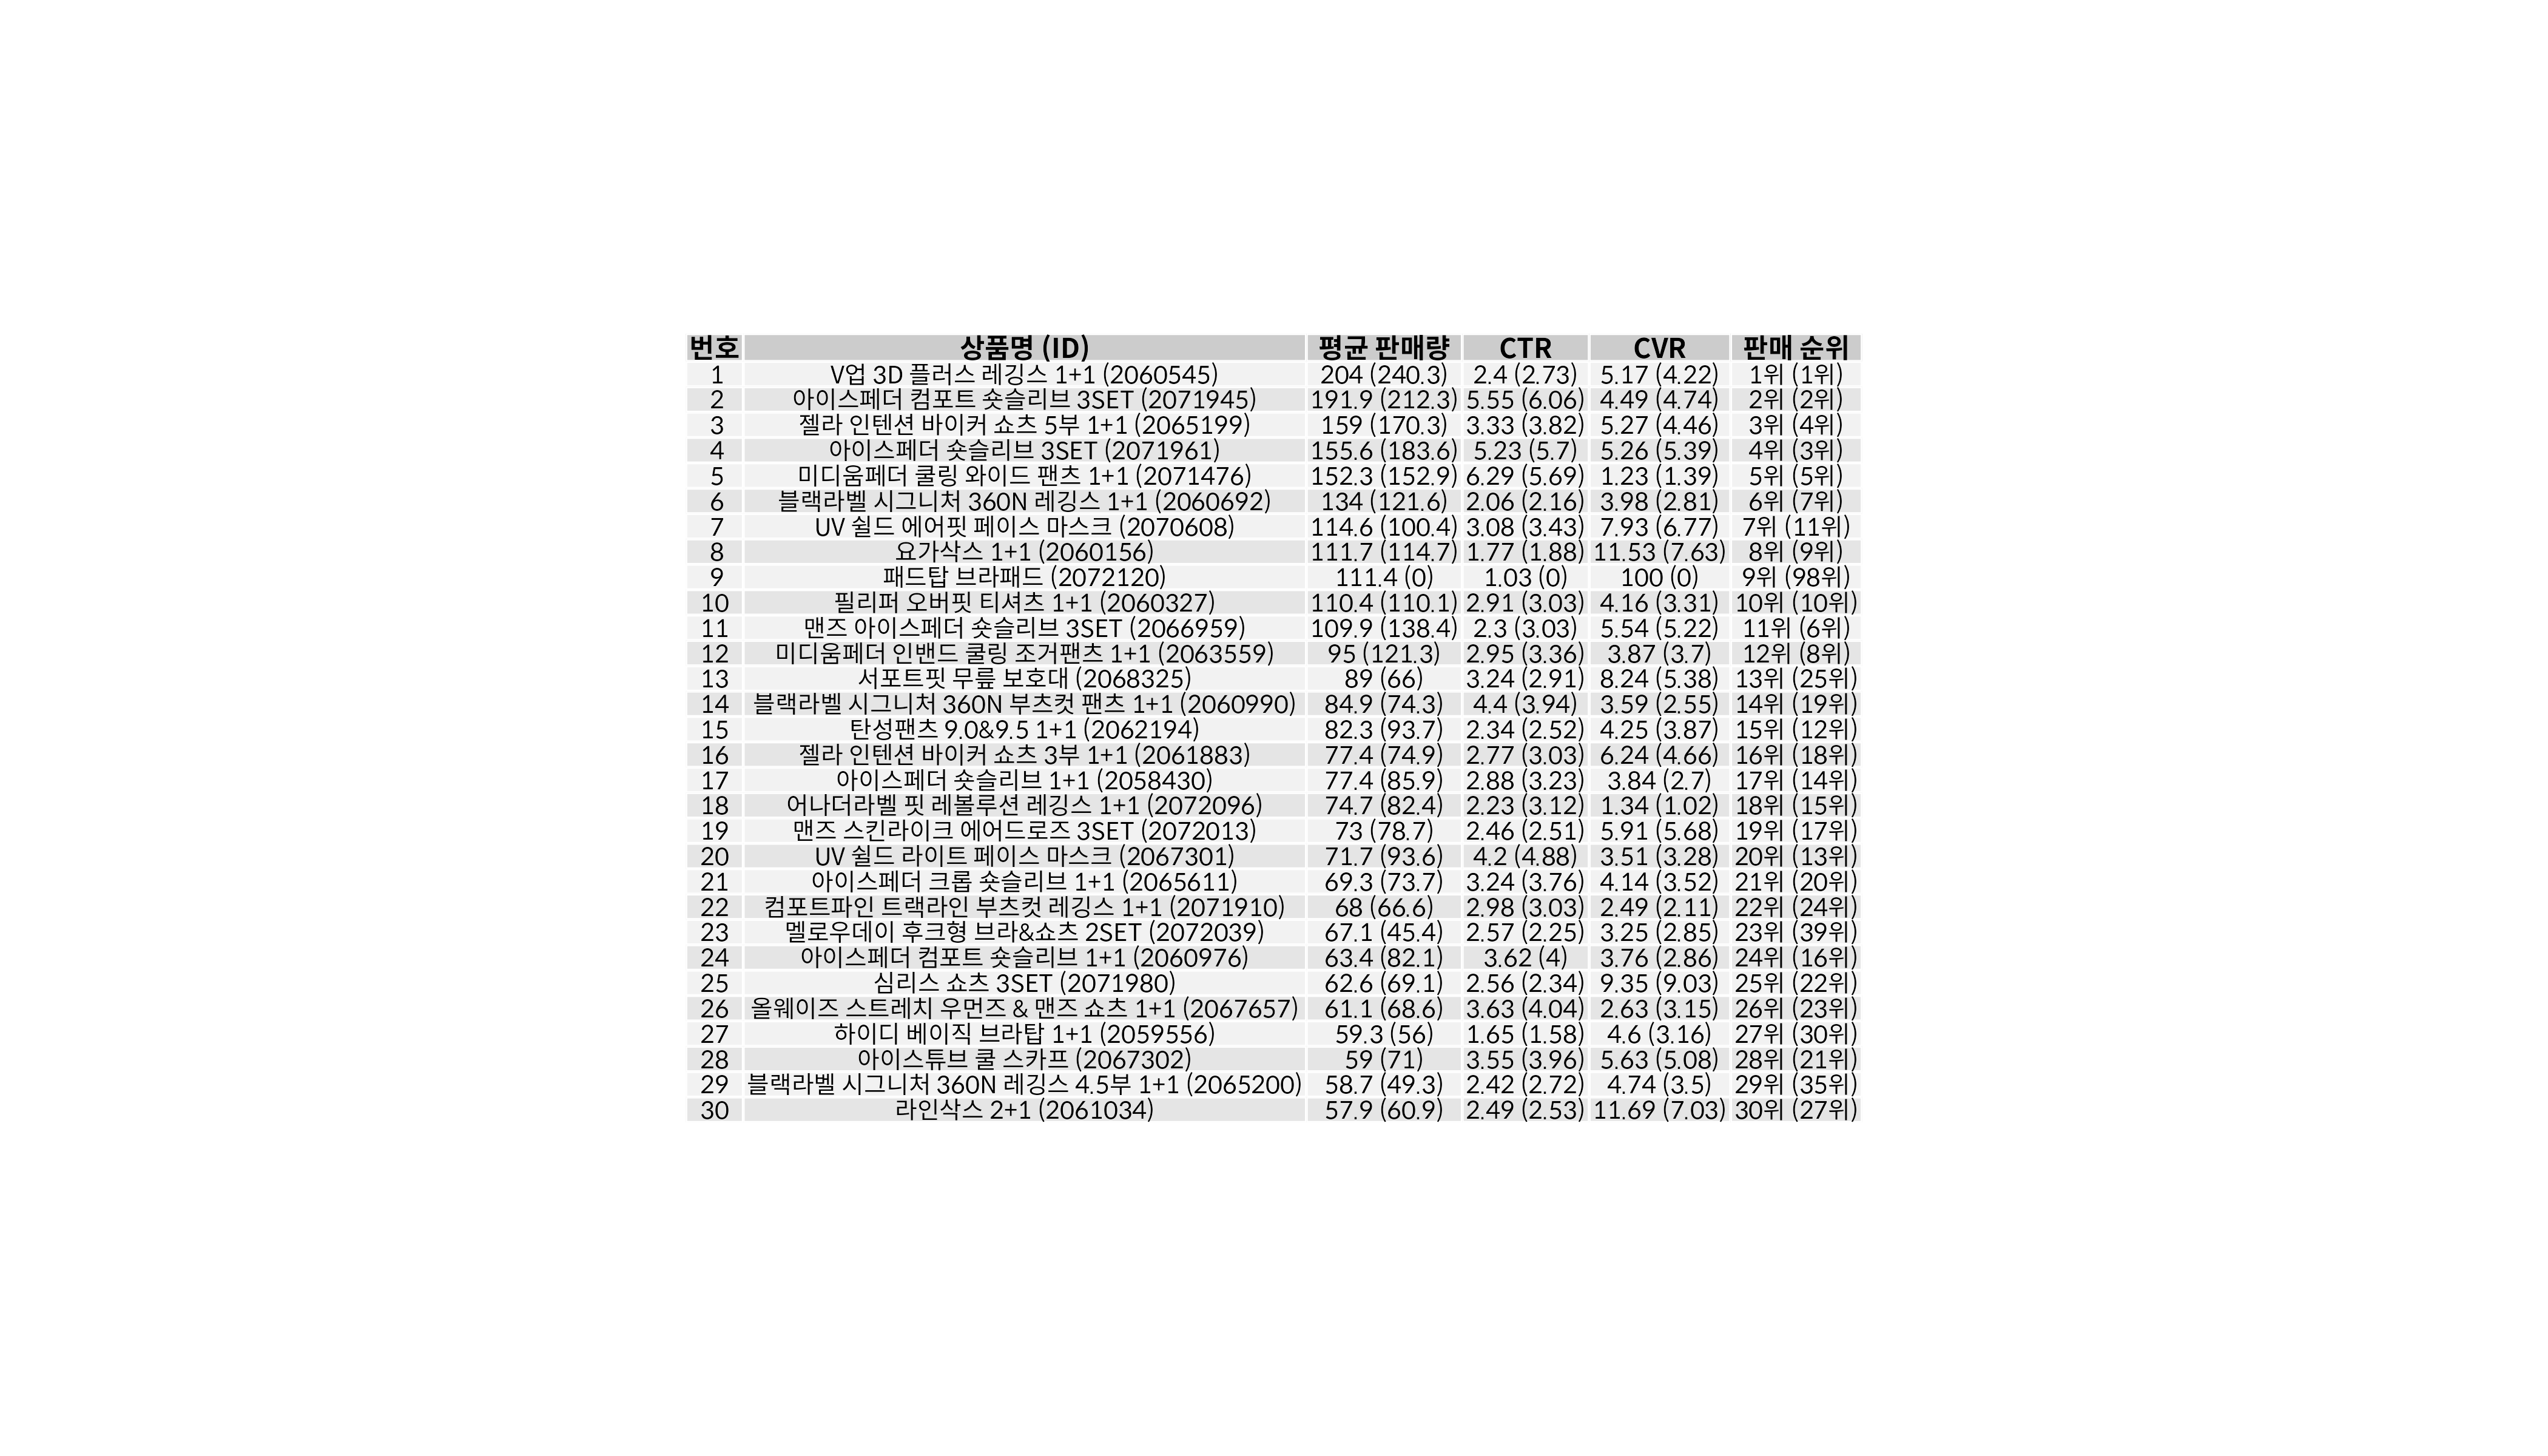 번호 상품명 (ID) 평균 판매량 CTR CVR 판매 순위
1 V업 3D 플러스 레깅스 1+1 (2060545) 204 (240.3) 2.4 (2.73) 5.17 (4.22) 1위 (1위)
2 아이스페더 컴포트 숏슬리브 3SET (2071945) 191.9 (212.3) 5.55 (6.06) 4.49 (4.74) 2위 (2위)
3 젤라 인텐션 바이커 쇼츠 5부 1+1 (2065199) 159 (170.3) 3.33 (3.82) 5.27 (4.46) 3위 (4위)
4 아이스페더 숏슬리브 3SET (2071961) 155.6 (183.6) 5.23 (5.7) 5.26 (5.39) 4위 (3위)
5 미디움페더 쿨링 와이드 팬츠 1+1 (2071476) 152.3 (152.9) 6.29 (5.69) 1.23 (1.39) 5위 (5위)
6 블랙라벨 시그니처 360N 레깅스 1+1 (2060692) 134 (121.6) 2.06 (2.16) 3.98 (2.81) 6위 (7위)
7 UV 쉴드 에어핏 페이스 마스크 (2070608) 114.6 (100.4) 3.08 (3.43) 7.93 (6.77) 7위 (11위)
8 요가삭스 1+1 (2060156) 111.7 (114.7) 1.77 (1.88) 11.53 (7.63) 8위 (9위)
9 패드탑 브라패드 (2072120) 111.4 (0) 1.03 (0) 100 (0) 9위 (98위)
10 필리퍼 오버핏 티셔츠 1+1 (2060327) 110.4 (110.1) 2.91 (3.03) 4.16 (3.31) 10위 (10위)
11 맨즈 아이스페더 숏슬리브 3SET (2066959) 109.9 (138.4) 2.3 (3.03) 5.54 (5.22) 11위 (6위)
12 미디움페더 인밴드 쿨링 조거팬츠 1+1 (2063559) 95 (121.3) 2.95 (3.36) 3.87 (3.7) 12위 (8위)
13 서포트핏 무릎 보호대 (2068325) 89 (66) 3.24 (2.91) 8.24 (5.38) 13위 (25위)
14 블랙라벨 시그니처 360N 부츠컷 팬츠 1+1 (2060990) 84.9 (74.3) 4.4 (3.94) 3.59 (2.55) 14위 (19위)
15 탄성팬츠 9.0&9.5 1+1 (2062194) 82.3 (93.7) 2.34 (2.52) 4.25 (3.87) 15위 (12위)
16 젤라 인텐션 바이커 쇼츠 3부 1+1 (2061883) 77.4 (74.9) 2.77 (3.03) 6.24 (4.66) 16위 (18위)
17 아이스페더 숏슬리브 1+1 (2058430) 77.4 (85.9) 2.88 (3.23) 3.84 (2.7) 17위 (14위)
18 어나더라벨 핏 레볼루션 레깅스 1+1 (2072096) 74.7 (82.4) 2.23 (3.12) 1.34 (1.02) 18위 (15위)
19 맨즈 스킨라이크 에어드로즈 3SET (2072013) 73 (78.7) 2.46 (2.51) 5.91 (5.68) 19위 (17위)
20 UV 쉴드 라이트 페이스 마스크 (2067301) 71.7 (93.6) 4.2 (4.88) 3.51 (3.28) 20위 (13위)
21 아이스페더 크롭 숏슬리브 1+1 (2065611) 69.3 (73.7) 3.24 (3.76) 4.14 (3.52) 21위 (20위)
22 컴포트파인 트랙라인 부츠컷 레깅스 1+1 (2071910) 68 (66.6) 2.98 (3.03) 2.49 (2.11) 22위 (24위)
23 멜로우데이 후크형 브라&쇼츠 2SET (2072039) 67.1 (45.4) 2.57 (2.25) 3.25 (2.85) 23위 (39위)
24 아이스페더 컴포트 숏슬리브 1+1 (2060976) 63.4 (82.1) 3.62 (4) 3.76 (2.86) 24위 (16위)
25 심리스 쇼츠 3SET (2071980) 62.6 (69.1) 2.56 (2.34) 9.35 (9.03) 25위 (22위)
26 올웨이즈 스트레치 우먼즈 & 맨즈 쇼츠 1+1 (2067657) 61.1 (68.6) 3.63 (4.04) 2.63 (3.15) 26위 (23위)
27 하이디 베이직 브라탑 1+1 (2059556) 59.3 (56) 1.65 (1.58) 4.6 (3.16) 27위 (30위)
28 아이스튜브 쿨 스카프 (2067302) 59 (71) 3.55 (3.96) 5.63 (5.08) 28위 (21위)
29 블랙라벨 시그니처 360N 레깅스 4.5부 1+1 (2065200) 58.7 (49.3) 2.42 (2.72) 4.74 (3.5) 29위 (35위)
30 라인삭스 2+1 (2061034) 57.9 (60.9) 2.49 (2.53) 11.69 (7.03) 30위 (27위)